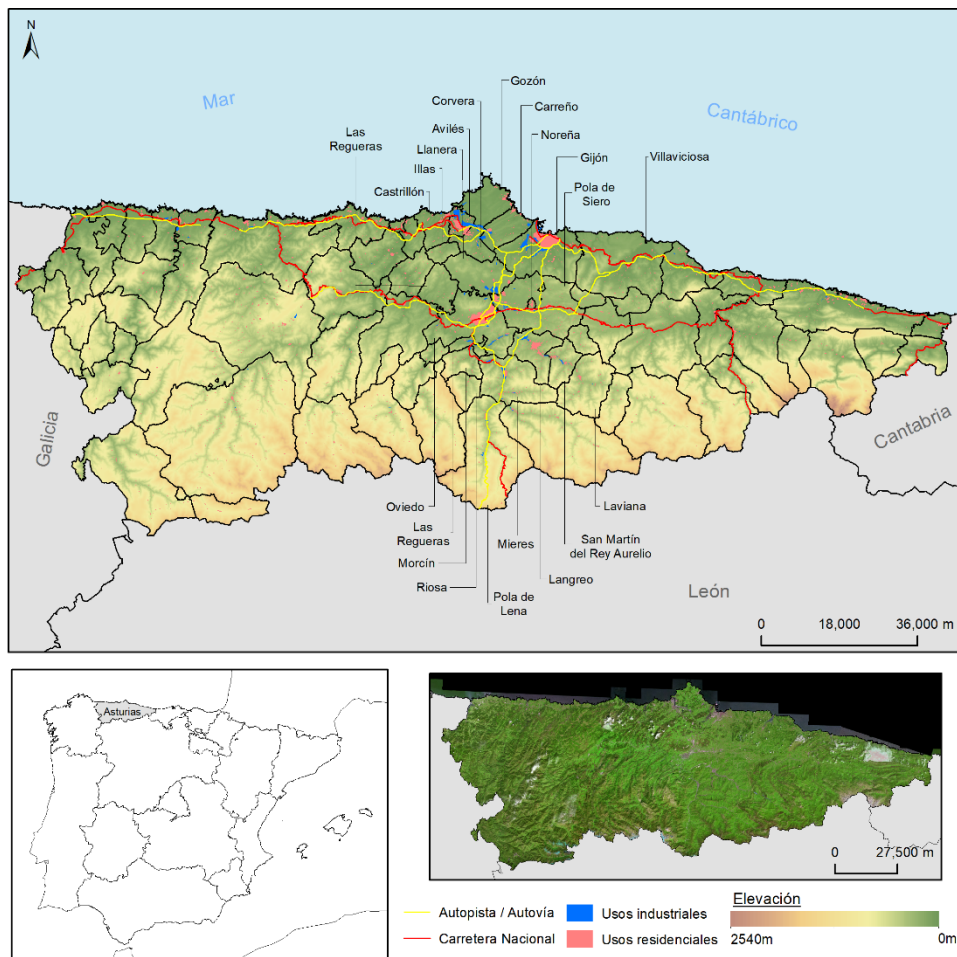 N
Mar
Cantábrico
Gozón
Corvera
Carreño
Avilés
Las
Regueras
Noreña
Llanera
Gijón
Villaviciosa
Illas
Castrillón
Pola de
Siero
Galicia
Cantabria
Oviedo
Laviana
Las
Regueras
Mieres
San Martín
del Rey Aurelio
Morcín
Langreo
Riosa
Pola de
Lena
León
0
18,000
36,000 m
Asturias
0
27,500 m
Autopista / Autovía
Carretera Nacional
Usos industriales
Usos residenciales
Elevación
2540m
0m